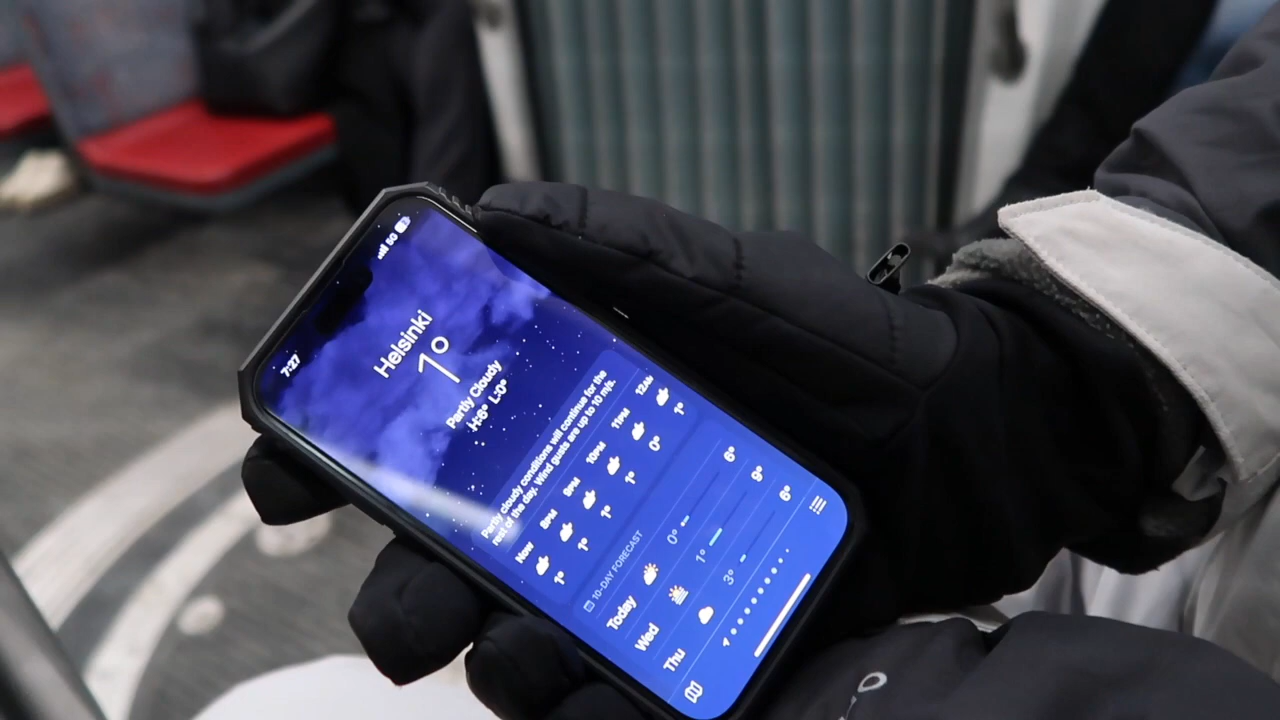 7:27
5G
Helsinki
1°
Partly Cloudy
H:6° L:0°
Partly cloudy conditions will continue for the
rest of the day. Wind gusts are up to 10 m/s.
Now 8PM 9PM 10PM 11PM 12AM
1° 1° 1° 1° 0° 1°
10-DAY FORECAST
Today 0° 6°
Wed 1° 9°
Thu 3° 6°